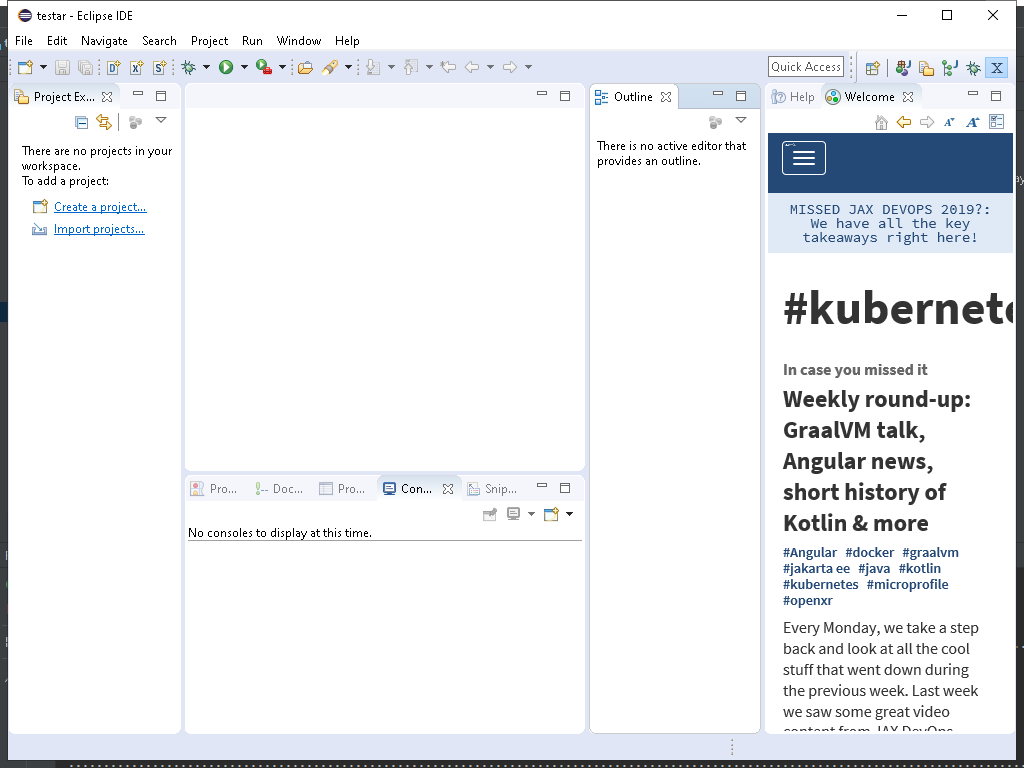 testar - Eclipse IDE
File Edit Navigate Search Project Run Window Help
Quick Access
Project Ex...
There are no projects in your
workspace.
To add a project:
Create a project...
Import projects...
Pro... Doc... Pro... Con... Snip...
No consoles to display at this time.
Outline
There is no active editor that
provides an outline.
Help Welcome
MISSED JAX DEVOPS 2019?:
We have all the key
takeaways right here!
#kubernete
In case you missed it
Weekly round-up:
GraalVM talk,
Angular news,
short history of
Kotlin & more
#Angular #docker #graalvm
#jakarta ee #java #kotlin
#kubernetes #microprofile
#openxr
Every Monday, we take a step
back and look at all the cool
stuff that went down during
the previous week. Last week
we saw some great video
content from JAX DevOps